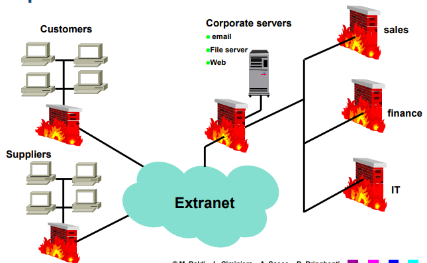 Customers
Corporate servers
email
File server
Web
sales
finance
IT
Suppliers
Extranet